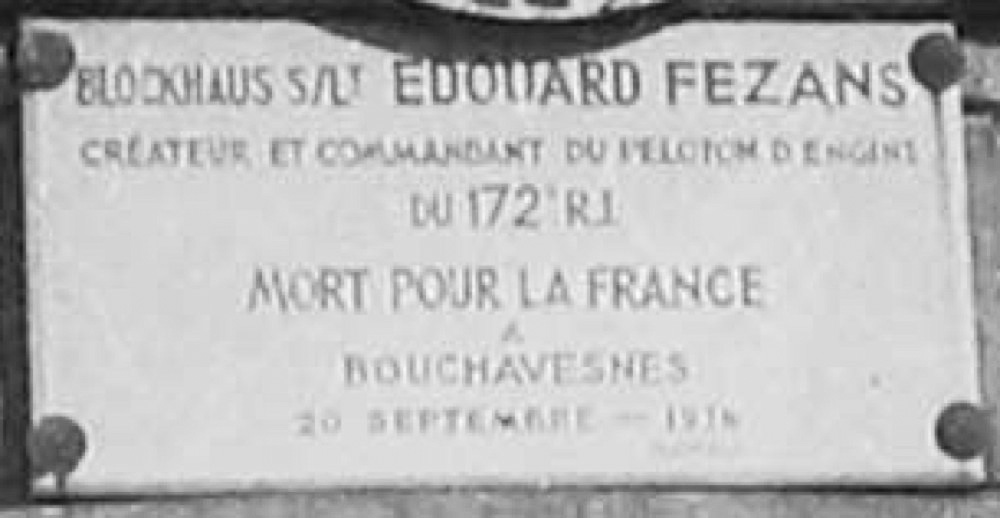 BLOCKHAUS S/LT EDOUARD FEZANS
CRÉATEUR ET COMMANDANT DU PELOTON D'ENGINS
DU 172E R.I.
MORT POUR LA FRANCE
A
BOUCHAVESNES
20 SEPTEMBRE — 1916